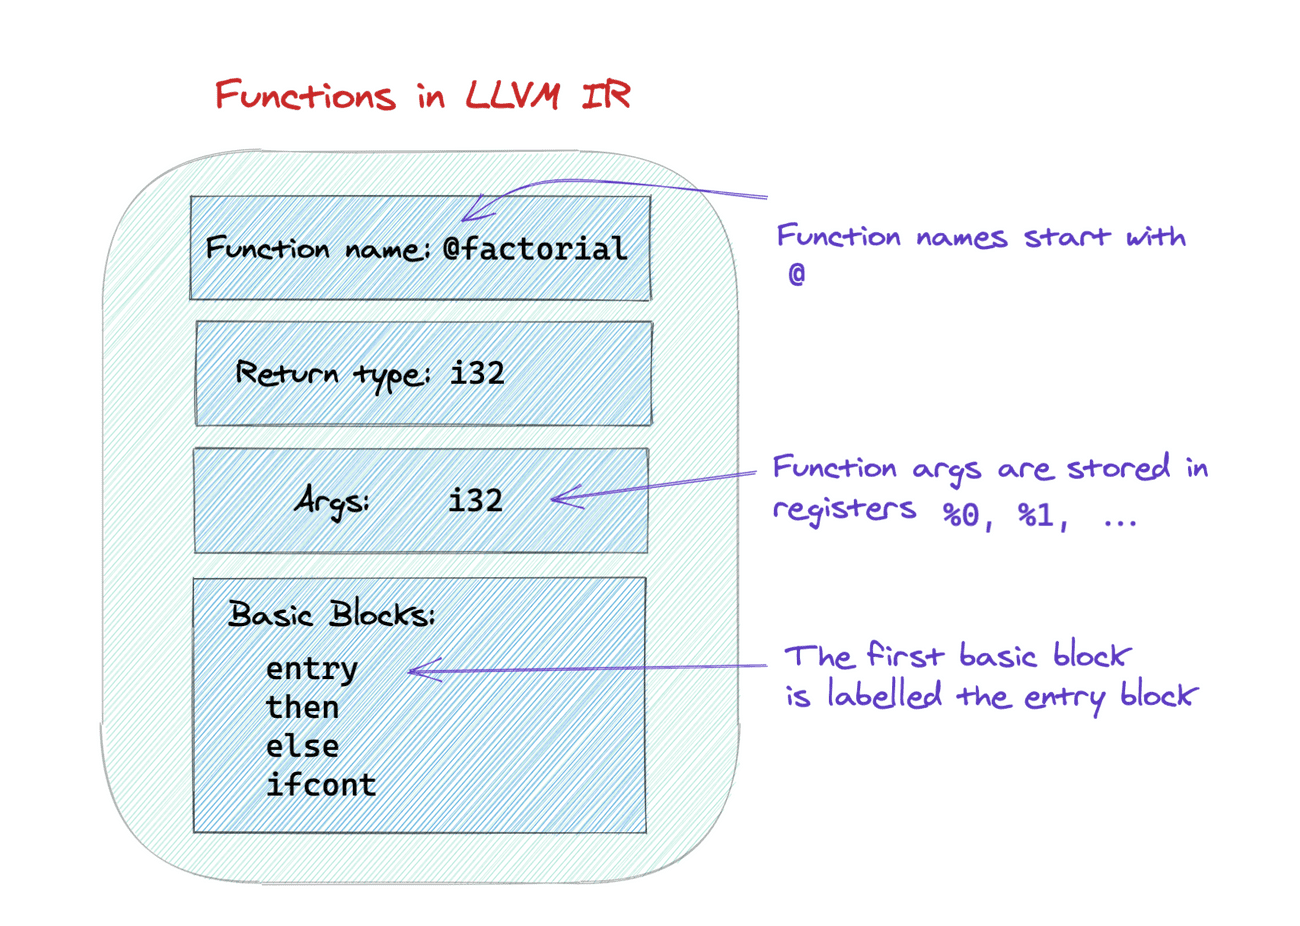 Functions in LLVM IR
Function name: @factorial
Function names start with
@
Return type: i32
Args: i32
Function args are stored in
registers %0, %1, ...
Basic Blocks:
entry
then
else
ifcont
The first basic block
is labelled the entry block